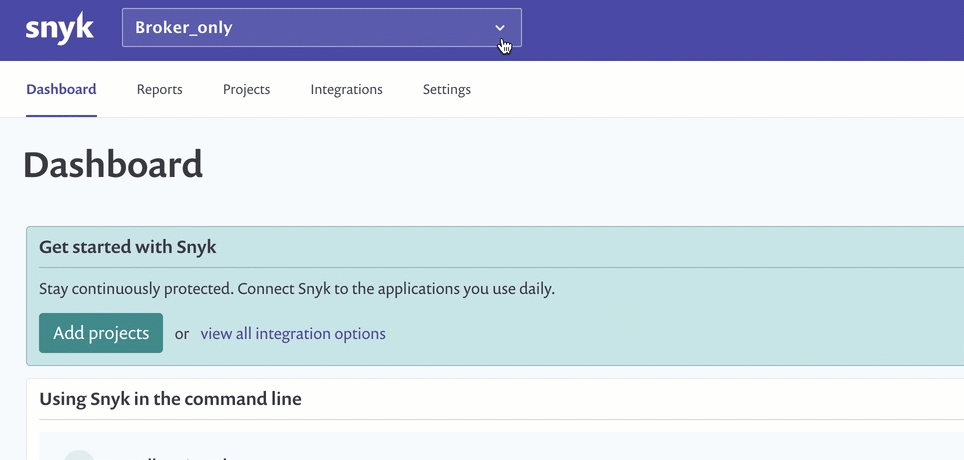 snyk
Broker_only
Dashboard Reports Projects Integrations Settings
Dashboard
Get started with Snyk
Stay continuously protected. Connect Snyk to the applications you use daily.
Add projects or view all integration options
Using Snyk in the command line